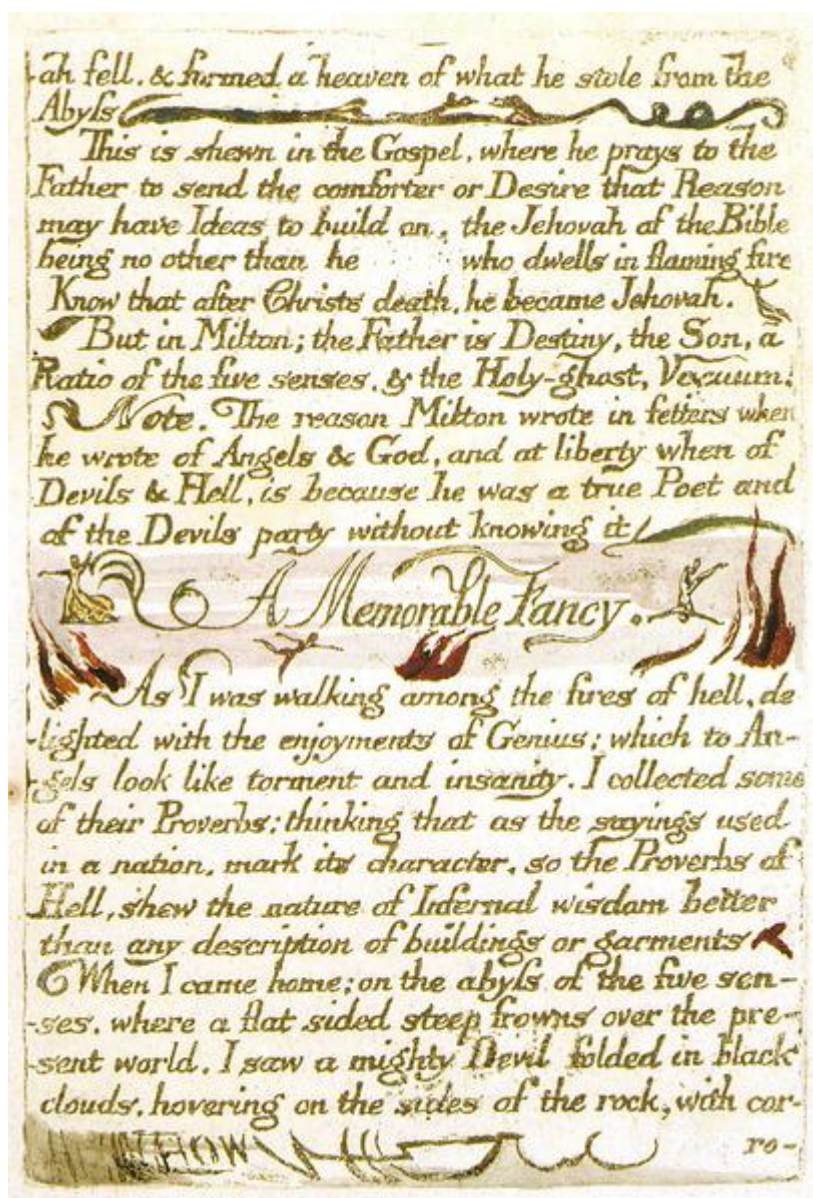 ah fell. & formed a heaven of what he stole from the
Abyss
This is shewn in the Gospel, where he prays to the
Father to send the comforter or Desire that Reason
may have Ideas to build on, the Jehovah of the Bible
being no other than he who dwells in flaming fire
Know that after Christs death, he became Jehovah.
But in Milton; the Father is Destiny, the Son, a
Ratio of the five senses, & the Holy-ghost, Vacuum!
Note. The reason Milton wrote in fetters when
he wrote of Angels & God, and at liberty when of
Devils & Hell, is because he was a true Poet and
of the Devils party without knowing it
A Memorable Fancy.
As I was walking among the fires of hell, de
-lighted with the enjoyments of Genius; which to An-
-gels look like torment and insanity. I collected some
of their Proverbs; thinking that as the sayings used
in a nation, mark its character, so the Proverbs of
Hell, shew the nature of Infernal wisdom better
than any description of buildings or garments
When I came home; on the abyss of the five sen-
-ses, where a flat sided steep frowns over the pre-
-sent world. I saw a mighty Devil folded in black
clouds, hovering on the sides of the rock, with cor-
ro-